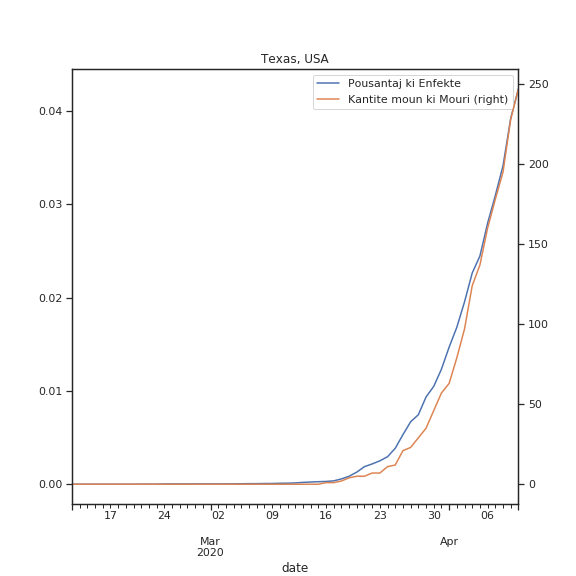 Texas, USA
Pousantaj ki Enfekte
Kantite moun ki Mouri (right)
0.04
0.03
0.02
0.01
0.00
250
200
150
100
50
0
17 24 02 09 16 23 30 06
Mar Apr
2020
date